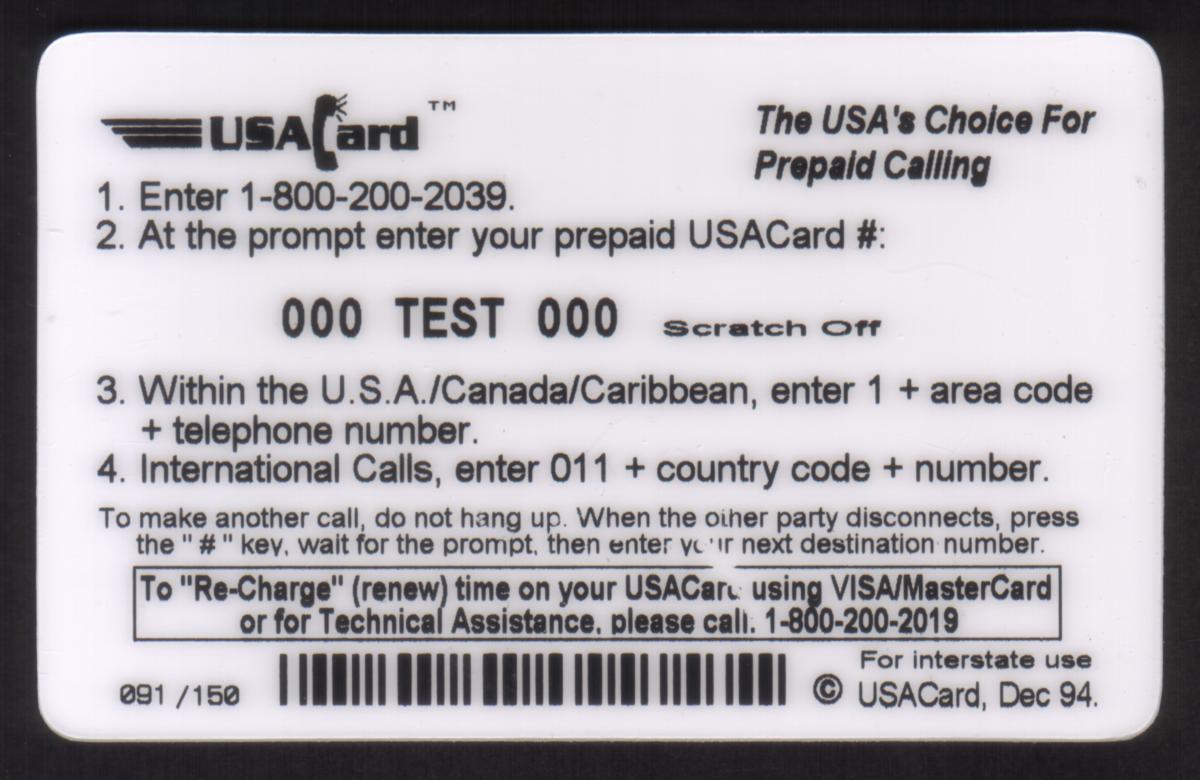 USACard™
The USA's Choice For
Prepaid Calling
1. Enter 1-800-200-2039.
2. At the prompt enter your prepaid USACard #:
000 TEST 000 Scratch Off
3. Within the U.S.A./Canada/Caribbean, enter 1 + area code
+ telephone number.
4. International Calls, enter 011 + country code + number.
To make another call, do not hang up. When the other party disconnects, press
the "#" key, wait for the prompt, then enter your next destination number.
To "Re-Charge" (renew) time on your USACard using VISA/MasterCard
or for Technical Assistance, please call. 1-800-200-2019
091 /150
For interstate use
© USACard, Dec 94.